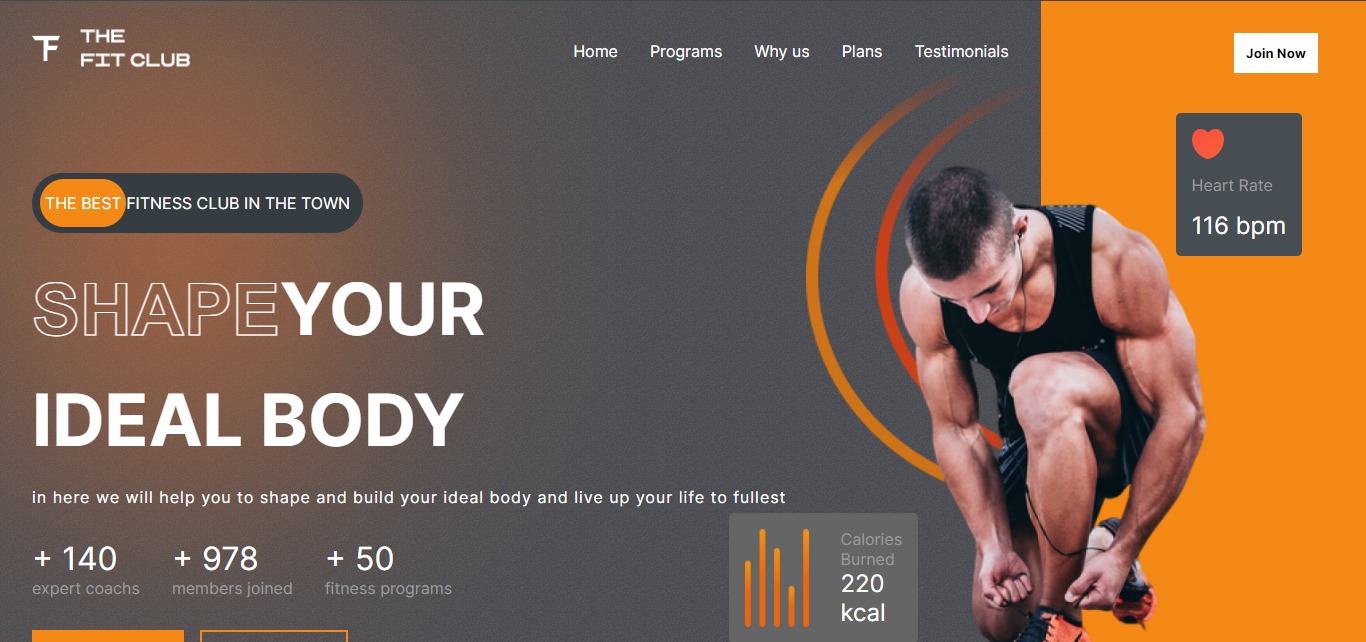 THE
FIT CLUB
Home Programs Why us Plans Testimonials
Join Now
Heart Rate
116 bpm
THE BEST FITNESS CLUB IN THE TOWN
SHAPE YOUR
IDEAL BODY
in here we will help you to shape and build your ideal body and live up your life to fullest
+ 140
expert coachs
+ 978
members joined
+ 50
fitness programs
Calories
Burned
220
kcal